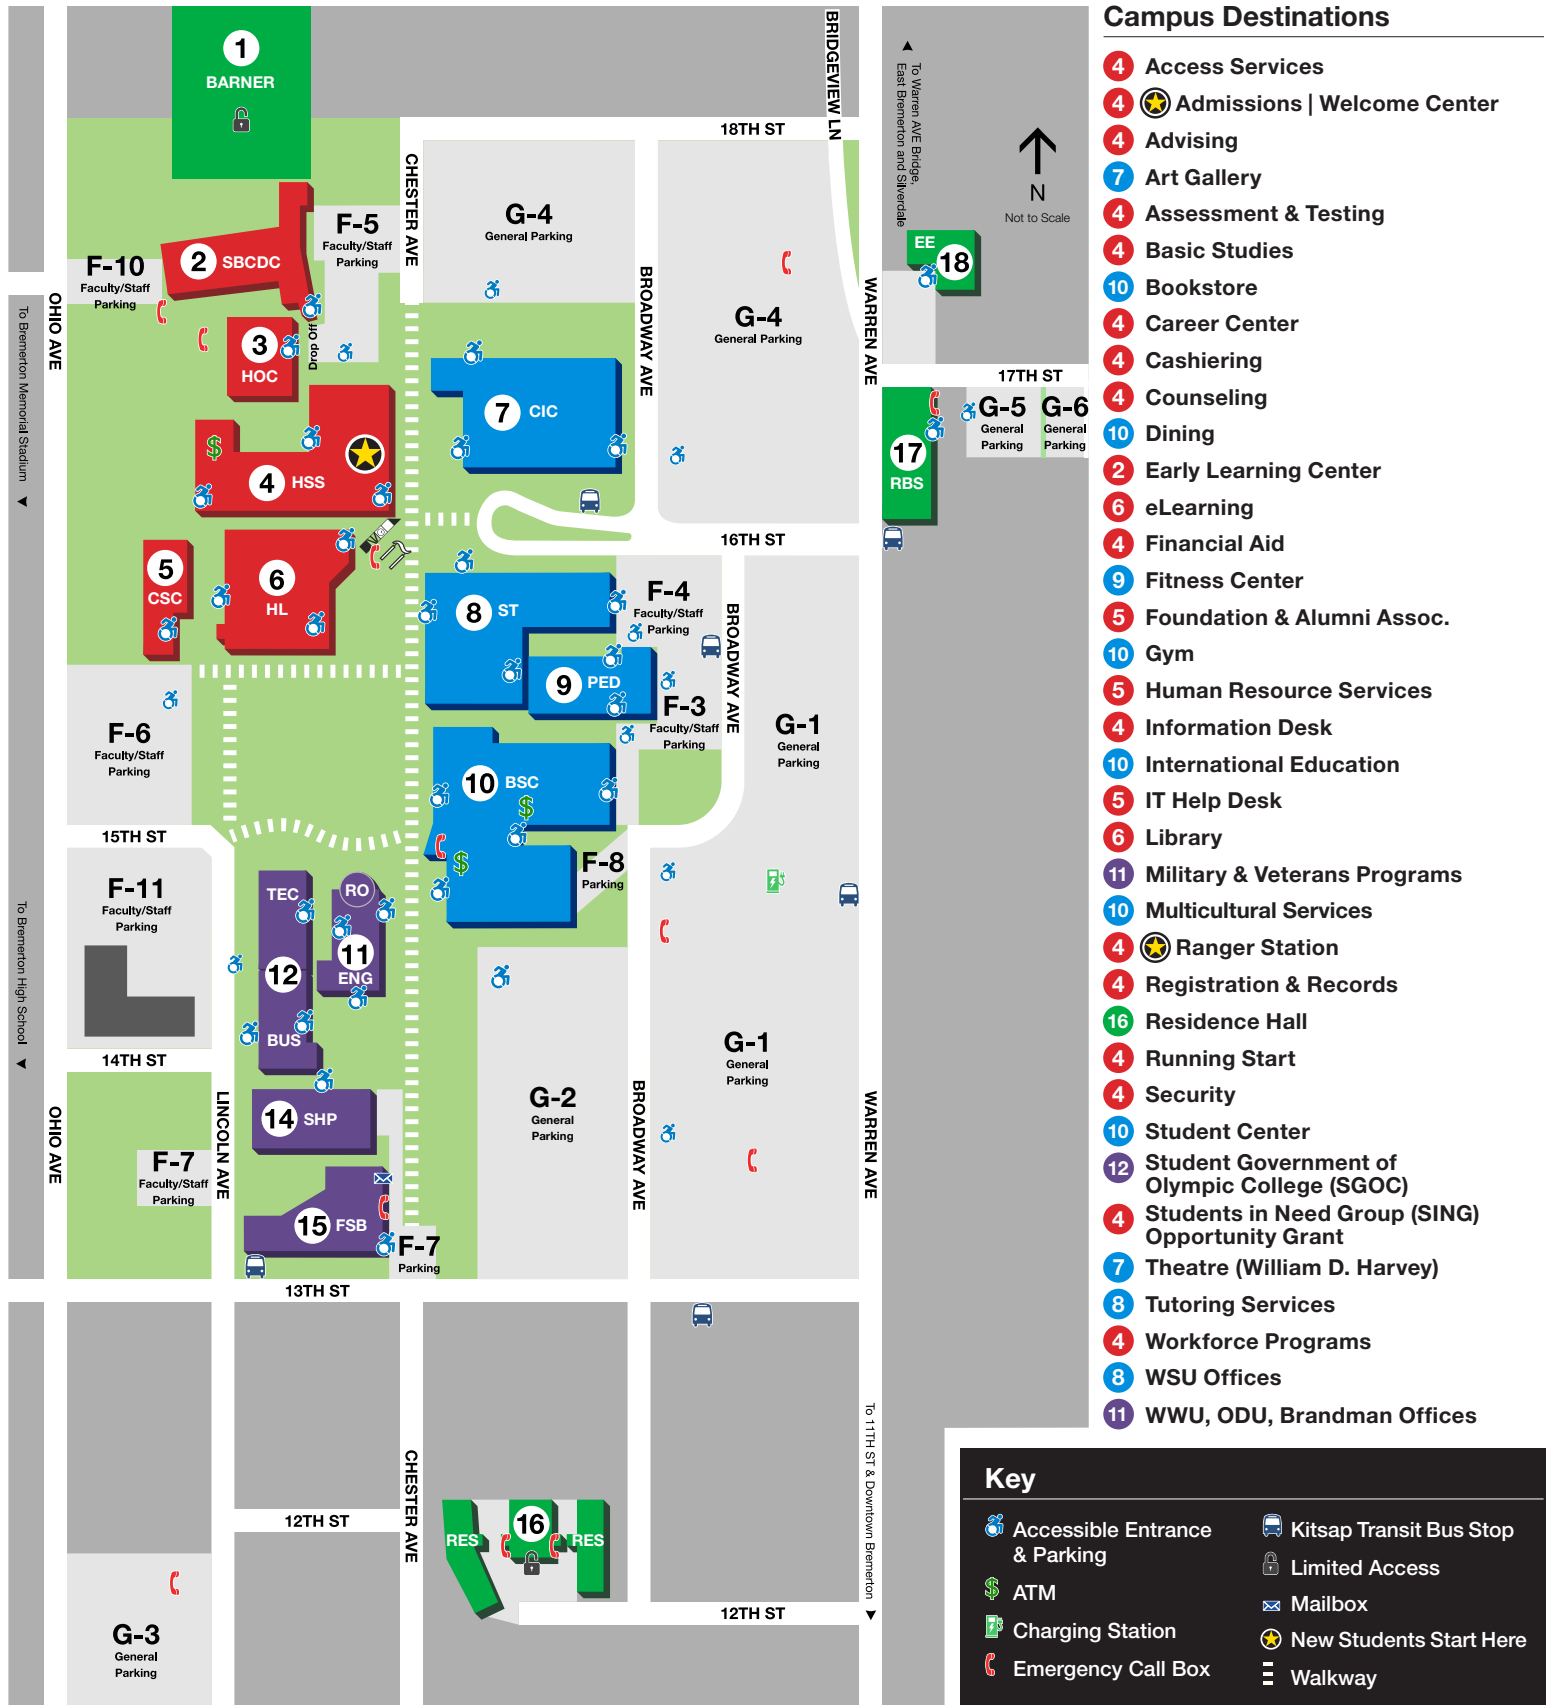 1
BARNER
18TH ST
BRIDGEVIEW LN
To Warren AVE Bridge,
East Bremerton and Silverdale
N
Not to Scale
CHESTER AVE
F-5
Faculty/Staff
Parking
G-4
General Parking
2 SBCDC
F-10
Faculty/Staff
Parking
EE
18
OHIO AVE
To Bremerton Memorial Stadium
BROADWAY AVE
WARREN AVE
G-4
General Parking
Drop Off
3
HOC
17TH ST
7 CIC
G-5
General
Parking
G-6
General
Parking
17
RBS
$
4 HSS
16TH ST
5
CSC
6
HL
8 ST
F-4
Faculty/Staff
Parking
BROADWAY AVE
9 PED
F-3
Faculty/Staff
Parking
F-6
Faculty/Staff
Parking
G-1
General
Parking
10 BSC
$
$
15TH ST
F-8
Parking
F-11
Faculty/Staff
Parking
TEC
RO
To Bremerton High School
11
ENG
12
BUS
14TH ST
G-1
General
Parking
G-2
General
Parking
OHIO AVE
LINCOLN AVE
14 SHP
BROADWAY AVE
WARREN AVE
F-7
Faculty/Staff
Parking
15 FSB
F-7
Parking
13TH ST
To 11TH ST & Downtown Bremerton
CHESTER AVE
12TH ST
RES
16
RES
12TH ST
G-3
General
Parking
Campus Destinations
4 Access Services
4 Admissions | Welcome Center
4 Advising
7 Art Gallery
4 Assessment & Testing
4 Basic Studies
10 Bookstore
4 Career Center
4 Cashiering
4 Counseling
10 Dining
2 Early Learning Center
6 eLearning
4 Financial Aid
9 Fitness Center
5 Foundation & Alumni Assoc.
10 Gym
5 Human Resource Services
4 Information Desk
10 International Education
5 IT Help Desk
6 Library
11 Military & Veterans Programs
10 Multicultural Services
4 Ranger Station
4 Registration & Records
16 Residence Hall
4 Running Start
4 Security
10 Student Center
12 Student Government of
Olympic College (SGOC)
4 Students in Need Group (SING)
Opportunity Grant
7 Theatre (William D. Harvey)
8 Tutoring Services
4 Workforce Programs
8 WSU Offices
11 WWU, ODU, Brandman Offices
Key
Accessible Entrance
& Parking
$ ATM
Charging Station
Emergency Call Box
Kitsap Transit Bus Stop
Limited Access
Mailbox
New Students Start Here
Walkway